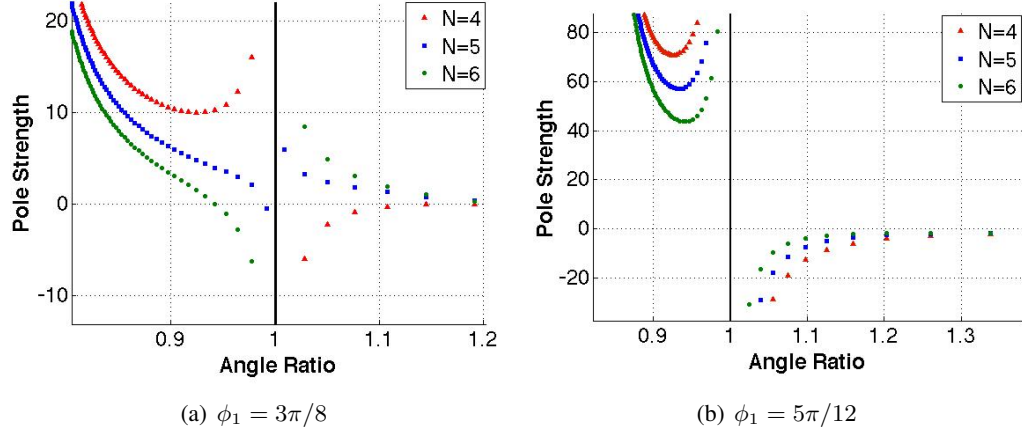 20
10
0
-10
Pole Strength
N=4
N=5
N=6
0.9
1
1.1
1.2
Angle Ratio
(a) ϕ₁ = 3π/8
80
60
40
20
0
-20
Pole Strength
N=4
N=5
N=6
0.9
1
1.1
1.2
1.3
Angle Ratio
(b) ϕ₁ = 5π/12